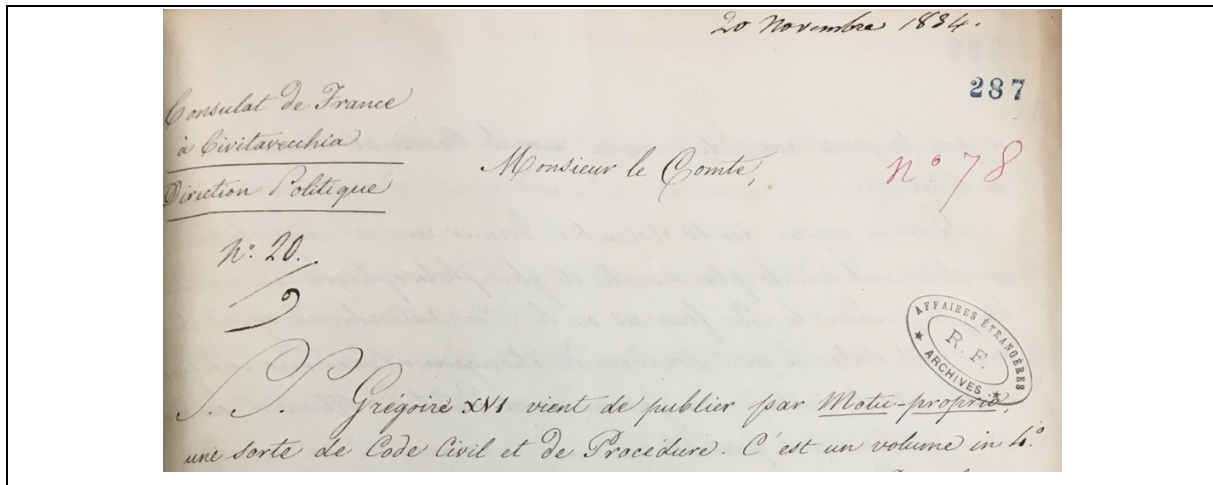 20 Novembre 1834.
287
Consulat de France
à Civitavecchia
Direction Politique
Monsieur le Comte,
N.° 78
N.° 20.
AFFAIRES ÉTRANGÈRES
R. F.
ARCHIVES
S. S. Grégoire XVI vient de publier par Motu-proprio,
une sorte de Code Civil et de Procédure. C'est un volume in 4.°